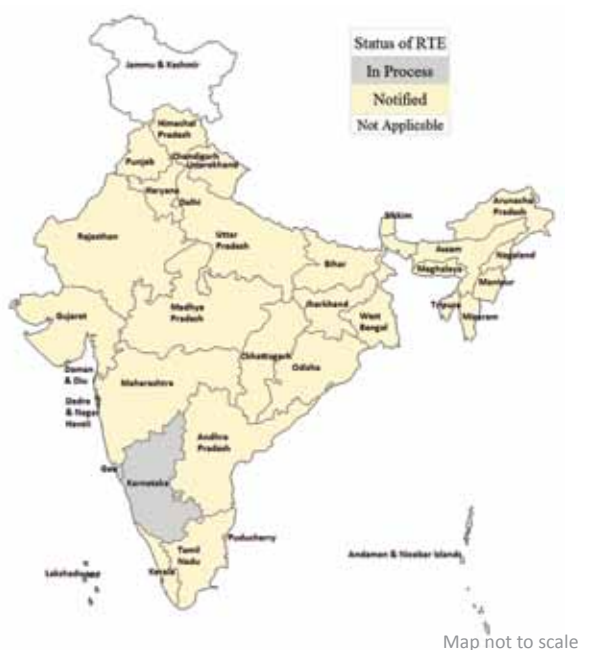 Status of RTE
In Process
Notified
Not Applicable
Jammu & Kashmir
Himachal
Pradesh
Punjab
Chandigarh
Uttarakhand
Haryana
Delhi
Rajasthan
Uttar
Pradesh
Bihar
Sikkim
Arunachal
Pradesh
Assam
Nagaland
Meghalaya
Manipur
Tripura
Mizoram
Gujarat
Madhya
Pradesh
Jharkhand
West
Bengal
Chhattisgarh
Odisha
Daman
& Diu
Dadra
& Nagar
Haveli
Maharashtra
Andhra
Pradesh
Goa
Karnataka
Puducherry
Tamil
Nadu
Kerala
Lakshadweep
Andaman & Nicobar Islands
Map not to scale